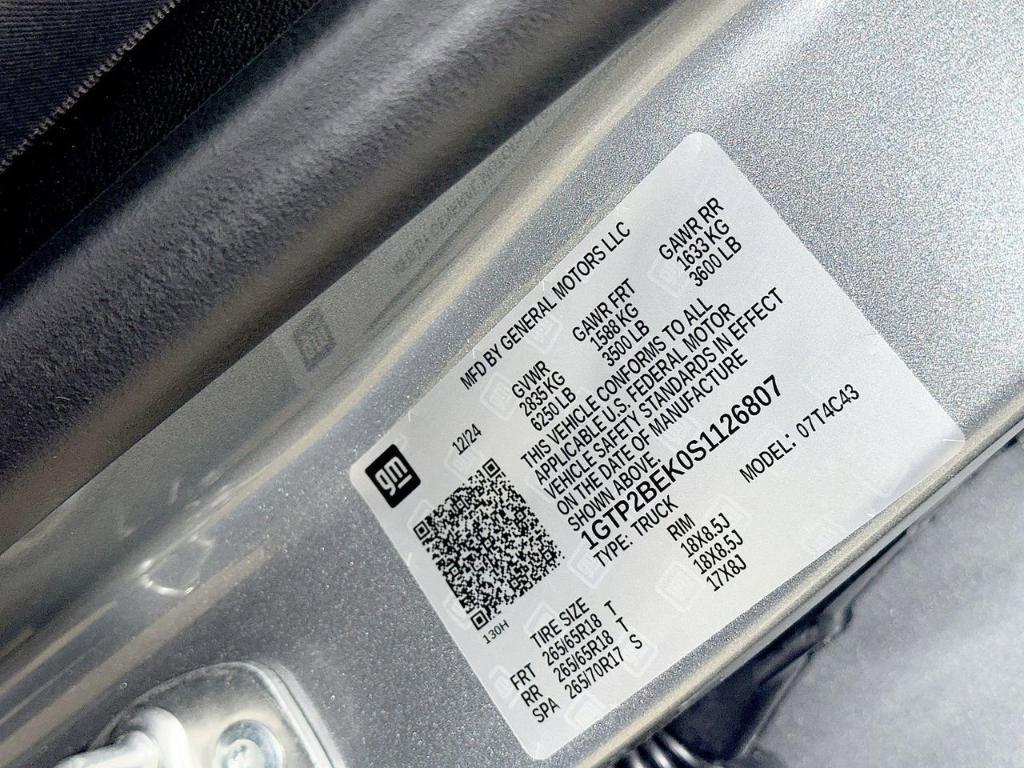 MFD BY GENERAL MOTORS LLC
gm
12/24
GVWR GAWR FRT GAWR RR
2835 KG 1588 KG 1633 KG
6250 LB 3500 LB 3600 LB
THIS VEHICLE CONFORMS TO ALL
APPLICABLE U.S. FEDERAL MOTOR
VEHICLE SAFETY STANDARDS IN EFFECT
ON THE DATE OF MANUFACTURE
SHOWN ABOVE.
1GTP2BEK0S1126807
TYPE: TRUCK MODEL: 07T4C43
130H
TIRE SIZE RIM
FRT 265/65R18 T 18X8.5J
RR 265/65R18 T 18X8.5J
SPA 265/70R17 S 17X8J